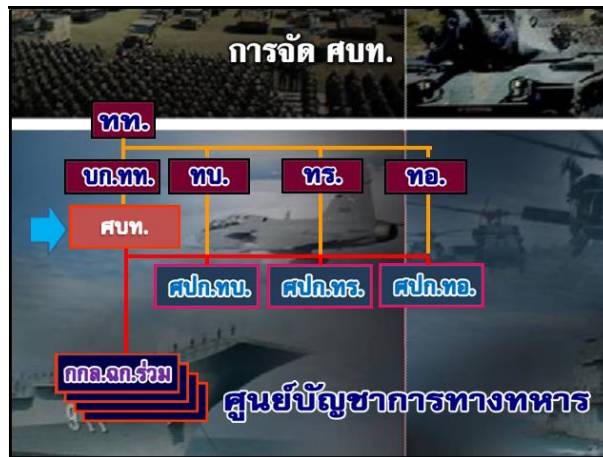 การจัด ศบท.
ทท.
บก.ทท. ทบ. ทร. ทอ.
ศบท.
ศปก.ทบ. ศปก.ทร. ศปก.ทอ.
กกล.ฉก.ร่วม
ศูนย์บัญชาการทางทหาร